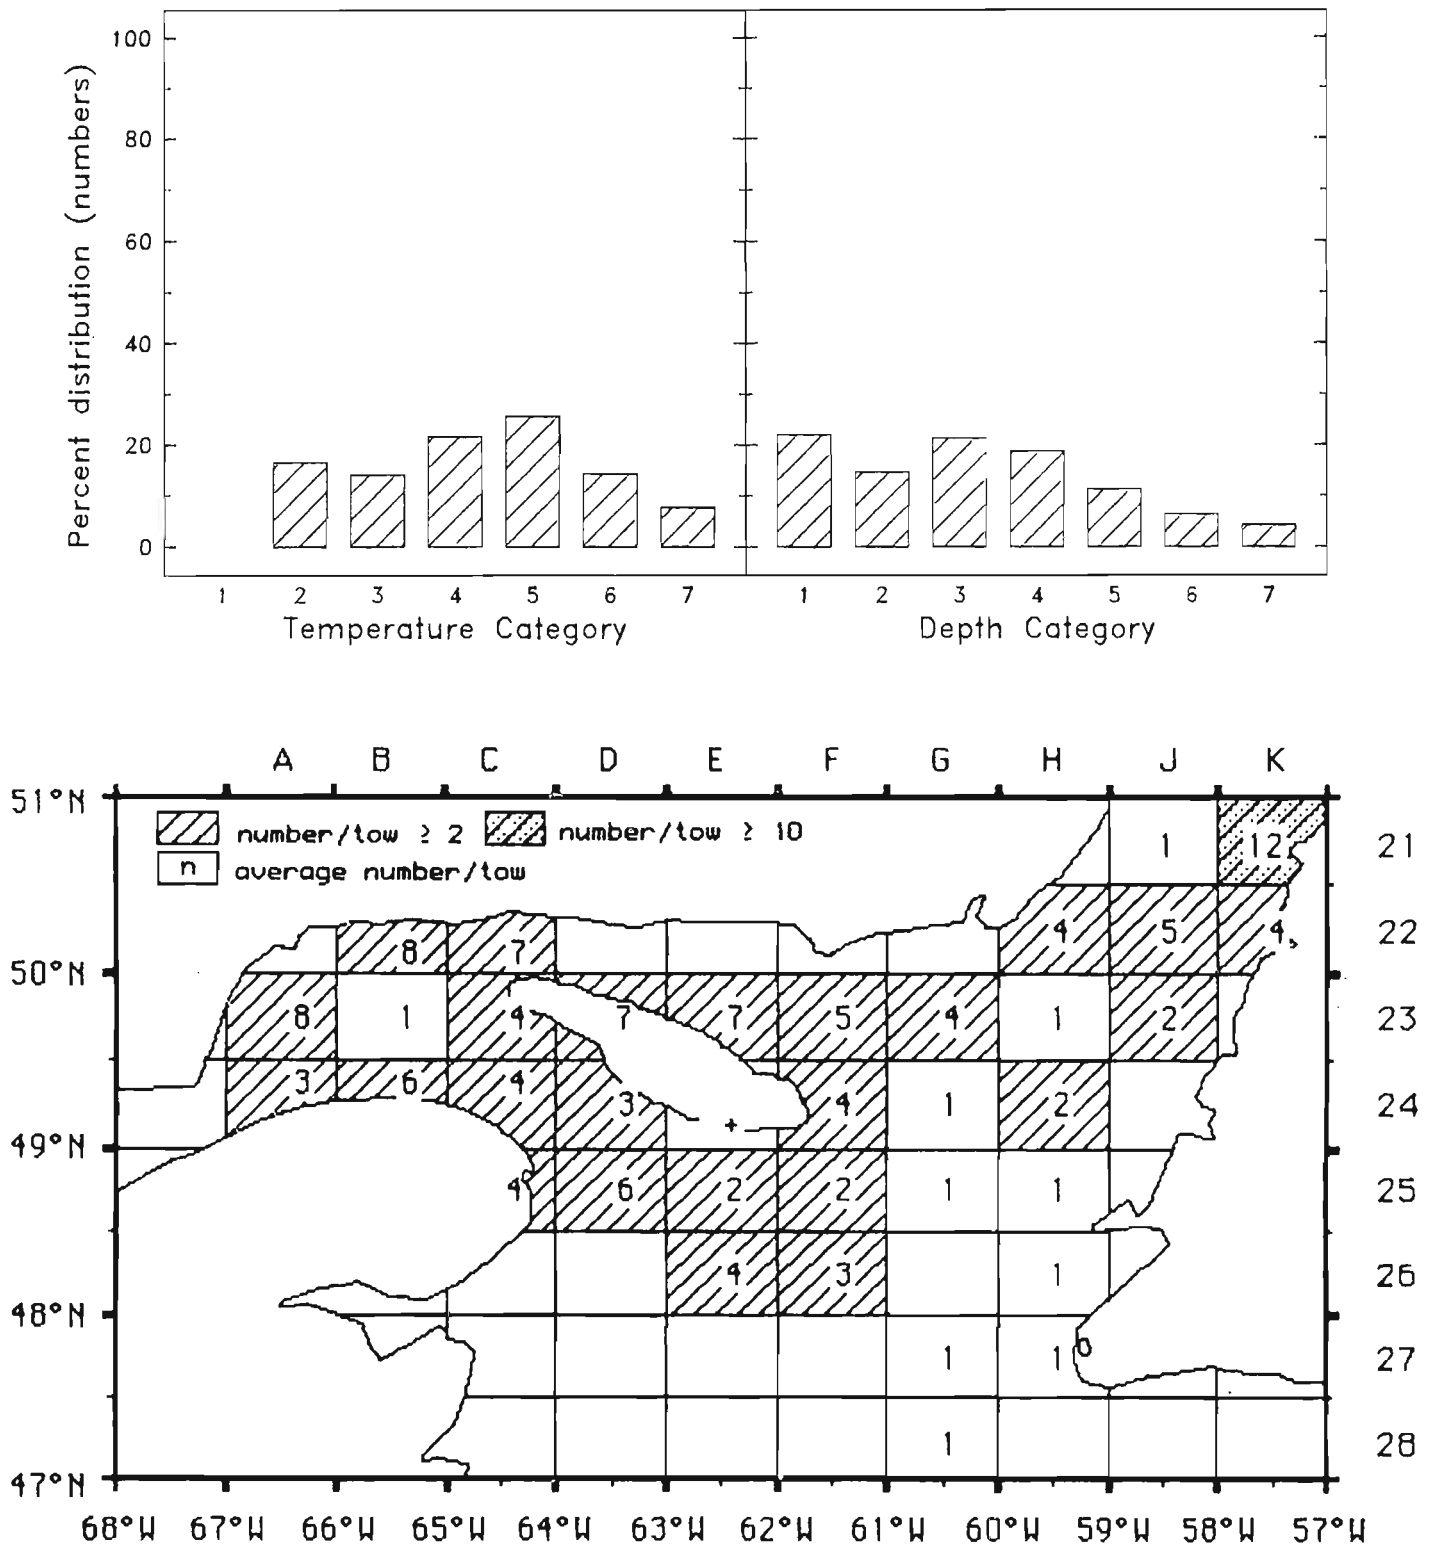 Percent distribution (numbers)
100
80
60
40
20
0
1 2 3 4 5 6 7 1 2 3 4 5 6 7
Temperature Category Depth Category
A B C D E F G H J K
51°N
number/tow ≥ 2 number/tow ≥ 10
n average number/tow
1 12 21
8 7 4 5 4 22
50°N
8 1 4 7 7 5 4 1 2 23
3 6 4 3 + 4 1 2 24
49°N
4 6 2 2 1 1 25
4 3 1 26
48°N
1 1 27
1 28
47°N
68°W 67°W 66°W 65°W 64°W 63°W 62°W 61°W 60°W 59°W 58°W 57°W